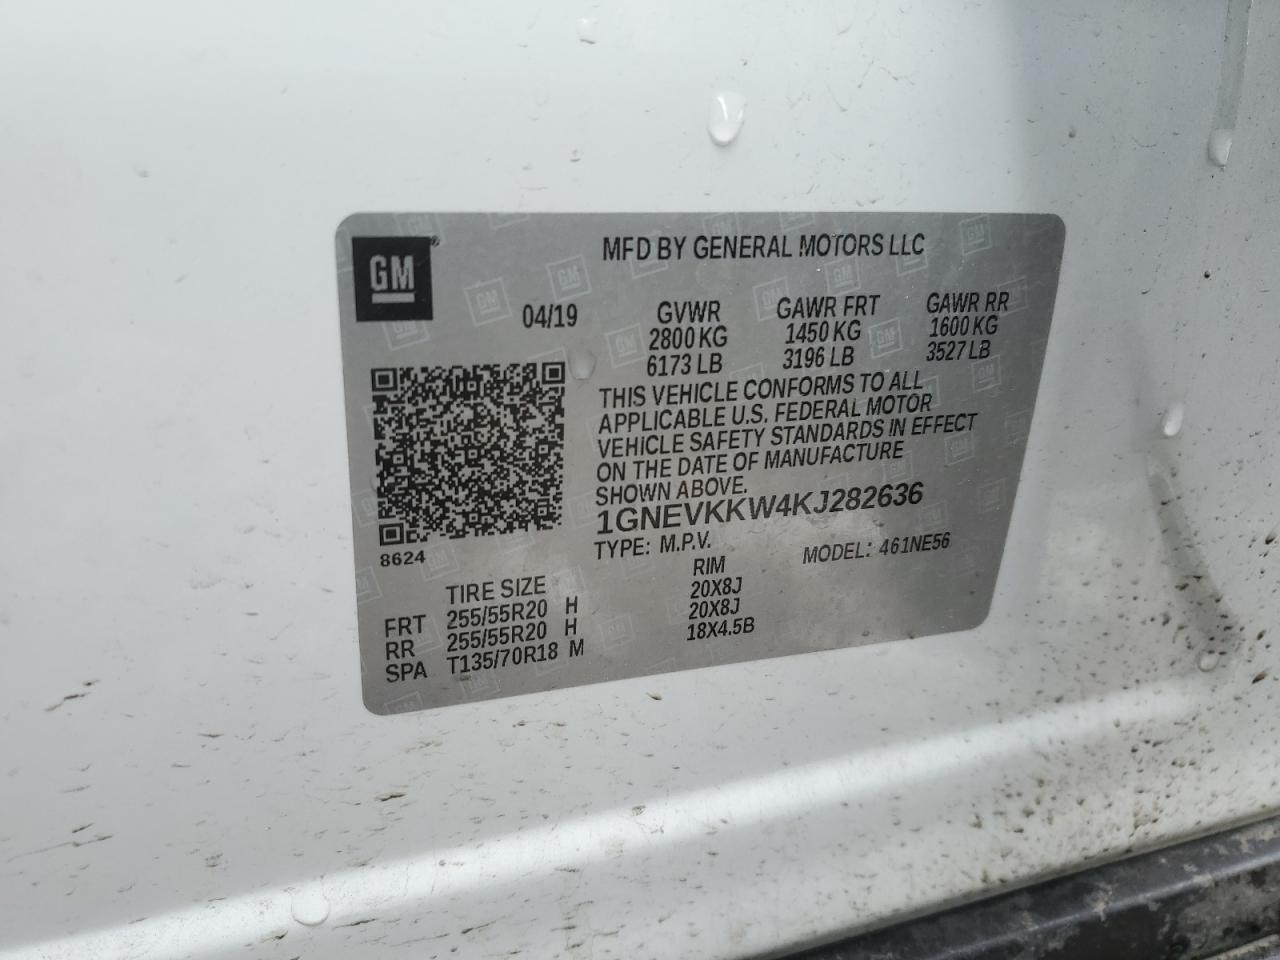 GM
MFD BY GENERAL MOTORS LLC
04/19
GVWR
2800 KG
6173 LB
GAWR FRT
1450 KG
3196 LB
GAWR RR
1600 KG
3527 LB
THIS VEHICLE CONFORMS TO ALL
APPLICABLE U.S. FEDERAL MOTOR
VEHICLE SAFETY STANDARDS IN EFFECT
ON THE DATE OF MANUFACTURE
SHOWN ABOVE.
1GNEVKKW4KJ282636
TYPE: M.P.V. MODEL: 461NE56
8624
TIRE SIZE RIM
FRT 255/55R20 H 20X8J
RR 255/55R20 H 20X8J
SPA T135/70R18 M 18X4.5B